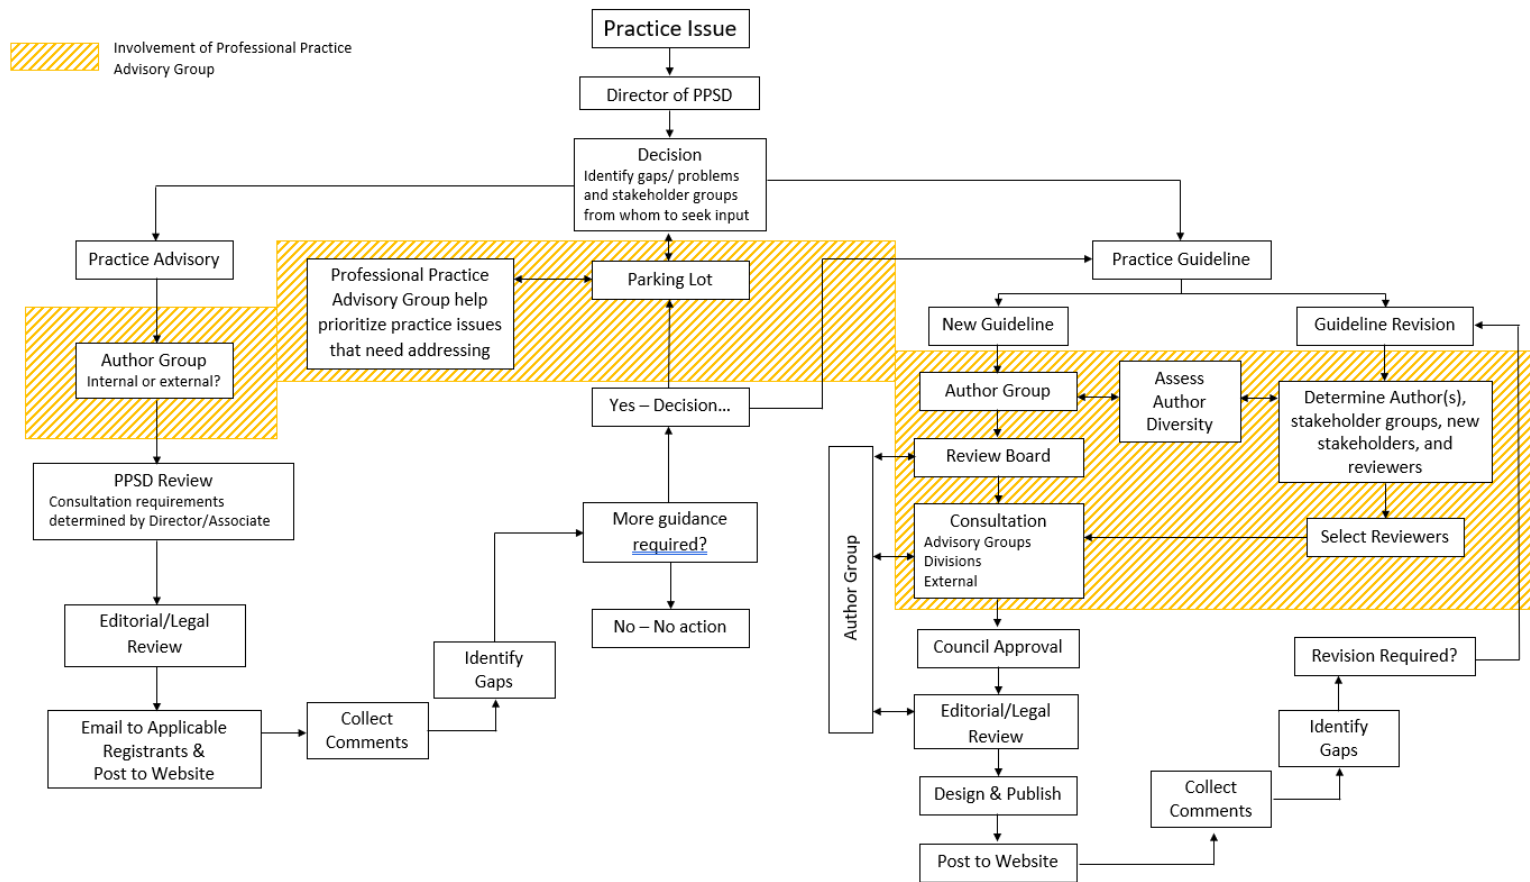 Practice Issue
Involvement of Professional Practice
Advisory Group
Director of PPSD
Decision
Identify gaps/ problems
and stakeholder groups
from whom to seek input
Practice Advisory
Professional Practice
Advisory Group help
prioritize practice issues
that need addressing
Parking Lot
Practice Guideline
New Guideline
Guideline Revision
Author Group
Internal or external?
Yes – Decision...
Author Group
Assess
Author
Diversity
Determine Author(s),
stakeholder groups, new
stakeholders, and
reviewers
PPSD Review
Consultation requirements
determined by Director/Associate
More guidance
required?
Review Board
Consultation
Advisory Groups
Divisions
External
Select Reviewers
Author Group
Editorial/Legal
Review
No – No action
Identify
Gaps
Council Approval
Revision Required?
Email to Applicable
Registrants &
Post to Website
Collect
Comments
Editorial/Legal
Review
Identify
Gaps
Design & Publish
Collect
Comments
Post to Website